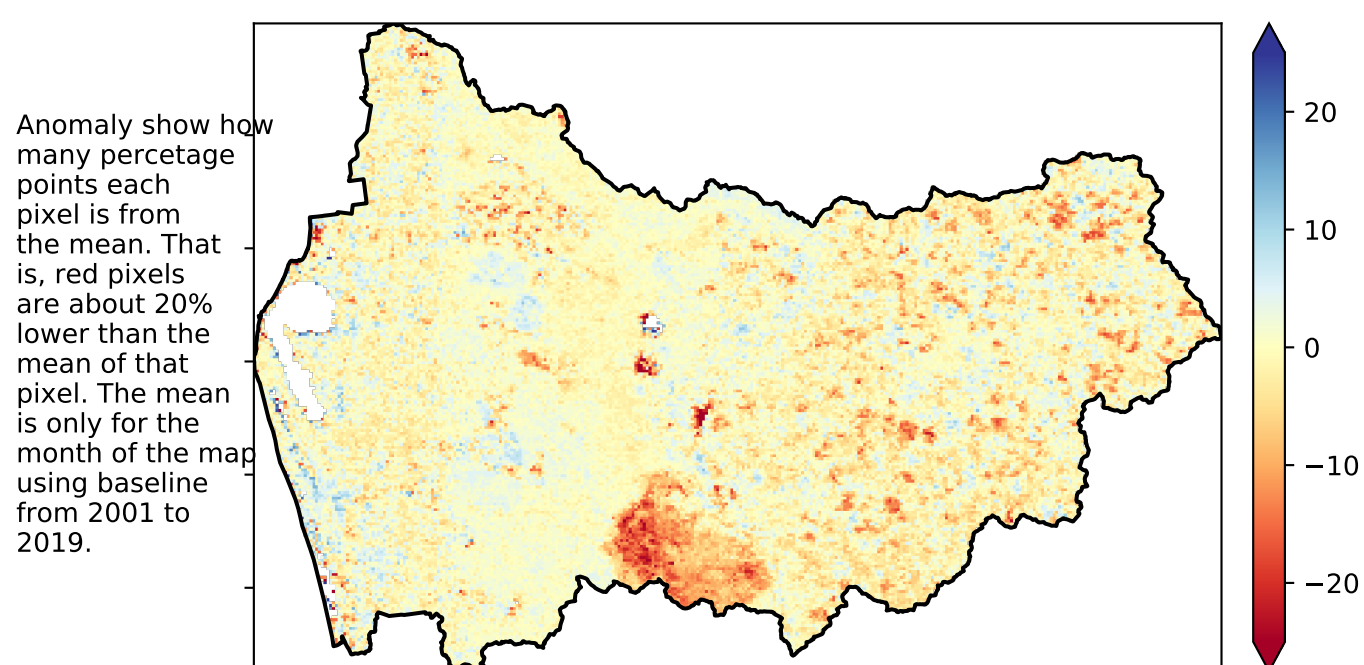 Anomaly show how
many percetage
points each
pixel is from
the mean. That
is, red pixels
are about 20%
lower than the
mean of that
pixel. The mean
is only for the
month of the map
using baseline
from 2001 to
2019.
20
10
0
−10
−20